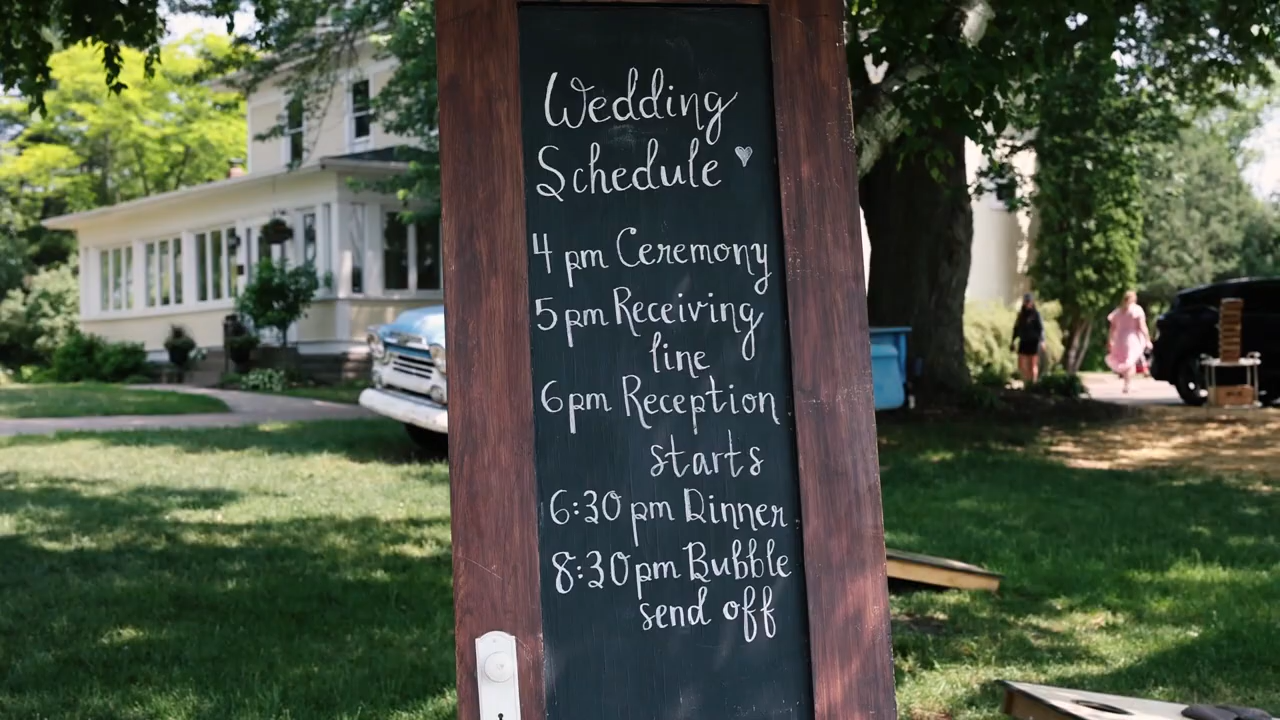 Wedding
Schedule
4 pm Ceremony
5 pm Receiving
line
6 pm Reception
starts
6:30 pm Dinner
8:30 pm Bubble
send off